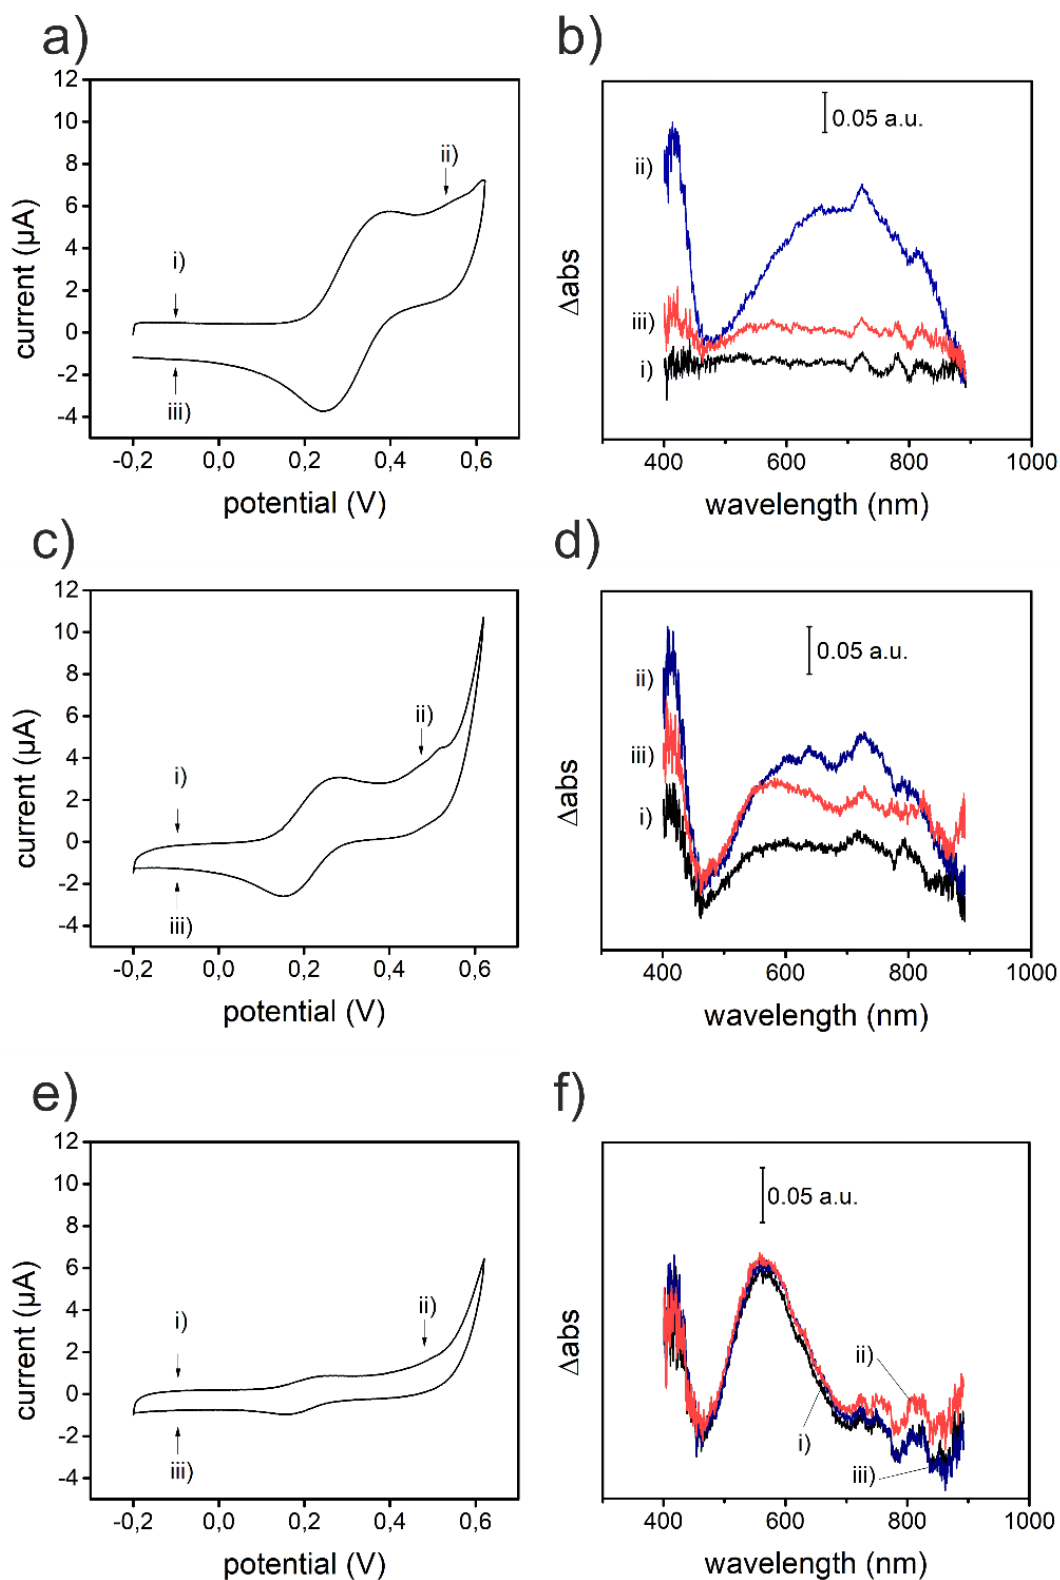 a)
12
10
8
6
4
2
0
-2
-4
current (µA)
i)
ii)
iii)
-0,2
0,0
0,2
0,4
0,6
potential (V)
b)
0.05 a.u.
ii)
iii)
i)
Δabs
400
600
800
1000
wavelength (nm)
c)
12
10
8
6
4
2
0
-2
-4
current (µA)
i)
ii)
iii)
-0,2
0,0
0,2
0,4
0,6
potential (V)
d)
0.05 a.u.
ii)
iii)
i)
Δabs
400
600
800
1000
wavelength (nm)
e)
12
10
8
6
4
2
0
-2
-4
current (µA)
i)
ii)
iii)
-0,2
0,0
0,2
0,4
0,6
potential (V)
f)
0.05 a.u.
ii)
i)
iii)
Δabs
400
600
800
1000
wavelength (nm)